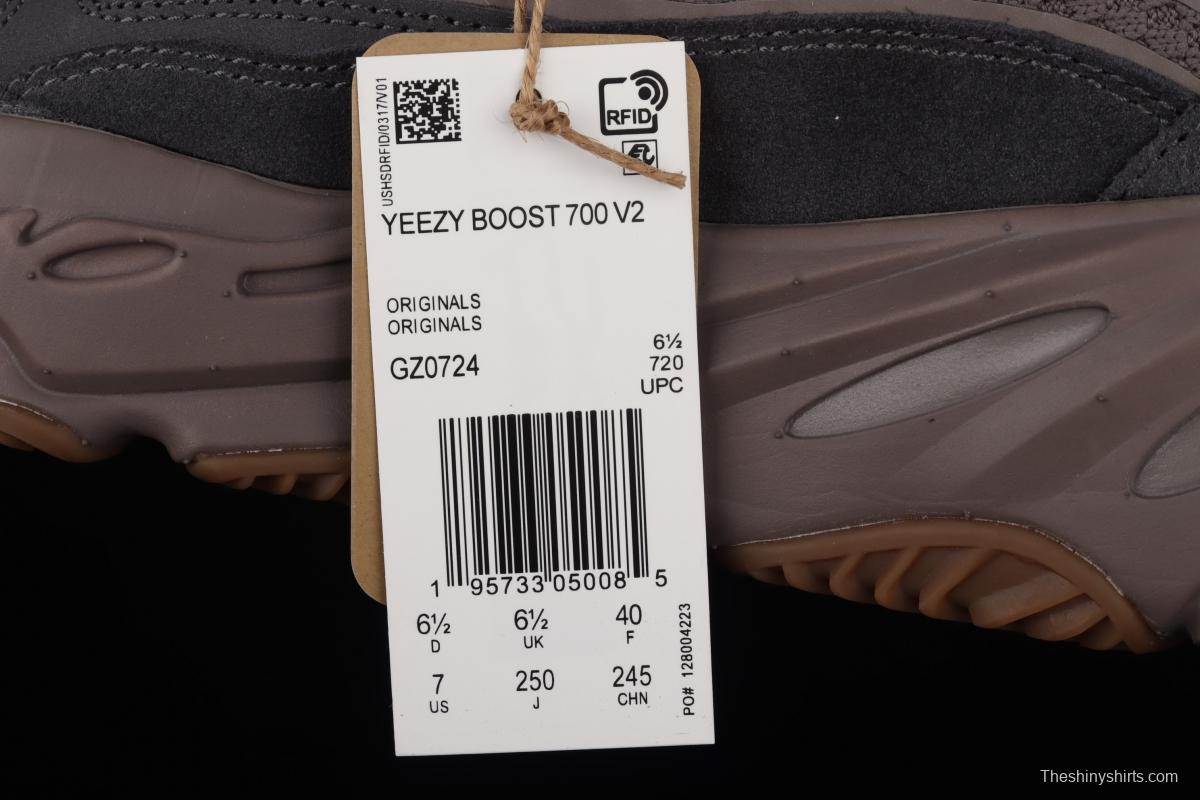 USHSDRFID/0317/V01
RFID
YEEZY BOOST 700 V2
ORIGINALS
ORIGINALS
GZ0724
6½
720
UPC
1 95733 05008 5
6½ 6½ 40
D UK F
7 250 245
US J CHN
PO# 128004223
Theshinyshirts.com